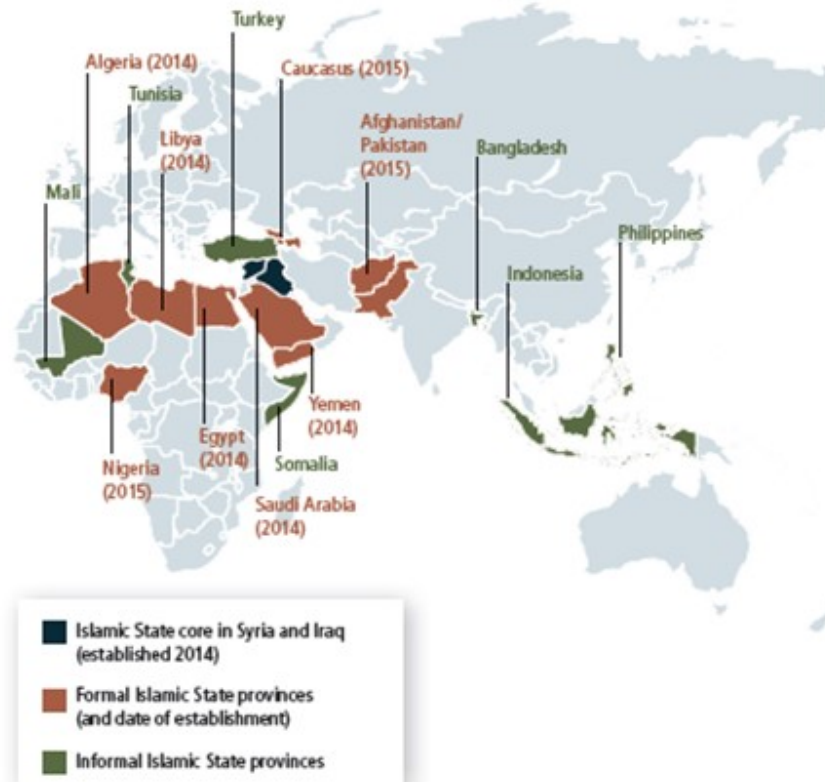 Turkey
Algeria (2014)
Caucasus (2015)
Tunisia
Afghanistan/
Pakistan
(2015)
Libya
(2014)
Bangladesh
Mali
Philippines
Indonesia
Yemen
(2014)
Egypt
(2014)
Somalia
Nigeria
(2015)
Saudi Arabia
(2014)
Islamic State core in Syria and Iraq
(established 2014)
Formal Islamic State provinces
(and date of establishment)
Informal Islamic State provinces